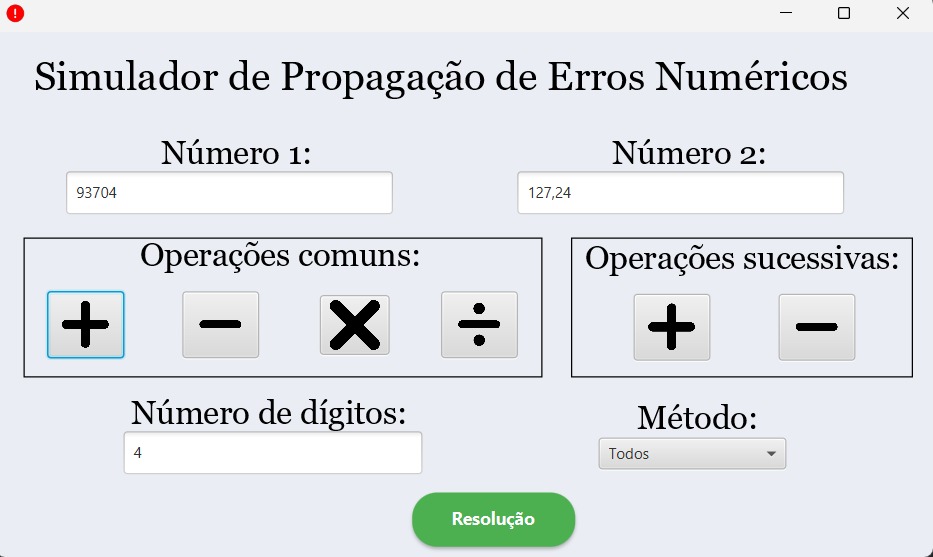 Simulador de Propagação de Erros Numéricos
Número 1:
Número 2:
93704
127,24
Operações comuns:
Operações sucessivas:
+
−
×
÷
+
−
Número de dígitos:
Método:
4
Todos
Resolução